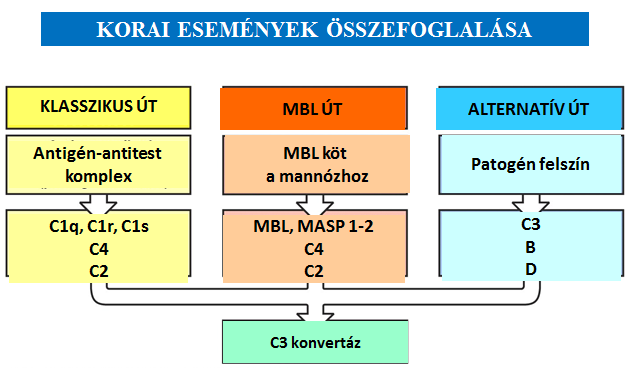 KORAI ESEMÉNYEK ÖSSZEFOGLALÁSA
KLASSZIKUS ÚT
MBL ÚT
ALTERNATÍV ÚT
Antigén-antitest
komplex
MBL köt
a mannózhoz
Patogén felszín
C1q, C1r, C1s
C4
C2
MBL, MASP 1-2
C4
C2
C3
B
D
C3 konvertáz